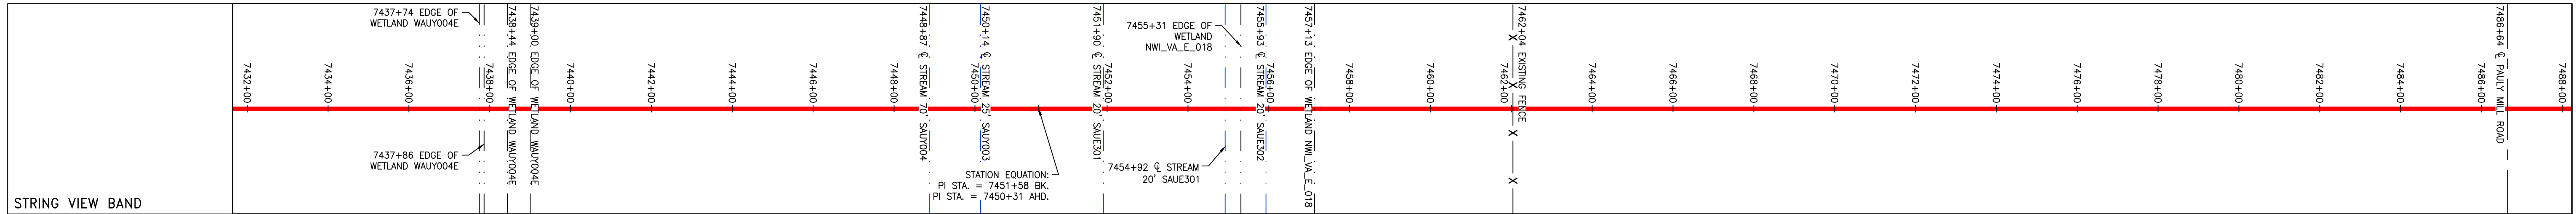 7437+74 EDGE OF
WETLAND WAUY004E
7438+44 EDGE OF WETLAND WAUY004E
7439+00 EDGE OF WETLAND WAUY004E
7448+87 ℄ STREAM 70' SAUY004
7450+14 ℄ STREAM 25' SAUY003
7451+90 ℄ STREAM 20' SAUE301
7455+31 EDGE OF
WETLAND
NWI_VA_E_018
7455+93 ℄ STREAM 20' SAUE302
7457+13 EDGE OF WETLAND NWI_VA_E_018
7462+04 EXISTING FENCE
7486+64 ℄ PAULY MILL ROAD
7432+00
7434+00
7436+00
7438+00
7440+00
7442+00
7444+00
7446+00
7448+00
7450+00
7452+00
7454+00
7456+00
7458+00
7460+00
7462+00
7464+00
7466+00
7468+00
7470+00
7472+00
7474+00
7476+00
7478+00
7480+00
7482+00
7484+00
7486+00
7488+00
7437+86 EDGE OF
WETLAND WAUY004E
STATION EQUATION:
PI STA. = 7451+58 BK.
PI STA. = 7450+31 AHD.
7454+92 ℄ STREAM
20' SAUE301
STRING VIEW BAND